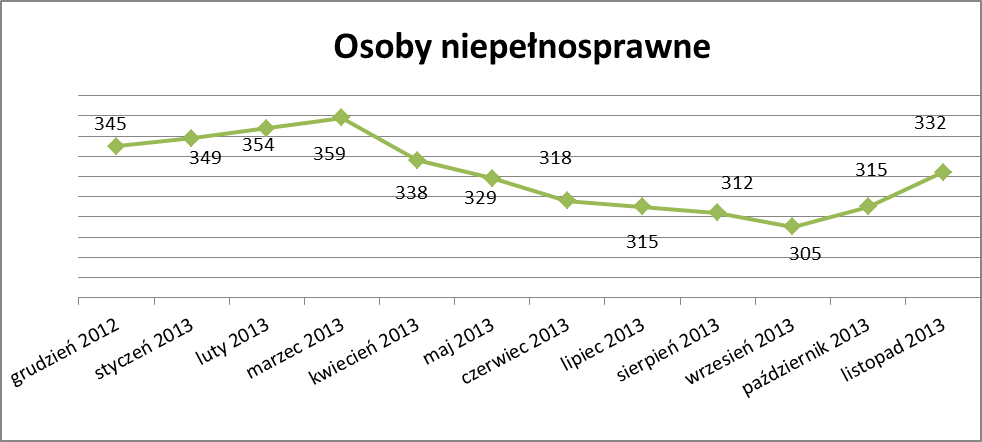 Osoby niepełnosprawne
345
349
354
359
338
329
318
315
312
305
315
332
grudzień 2012
styczeń 2013
luty 2013
marzec 2013
kwiecień 2013
maj 2013
czerwiec 2013
lipiec 2013
sierpień 2013
wrzesień 2013
październik 2013
listopad 2013